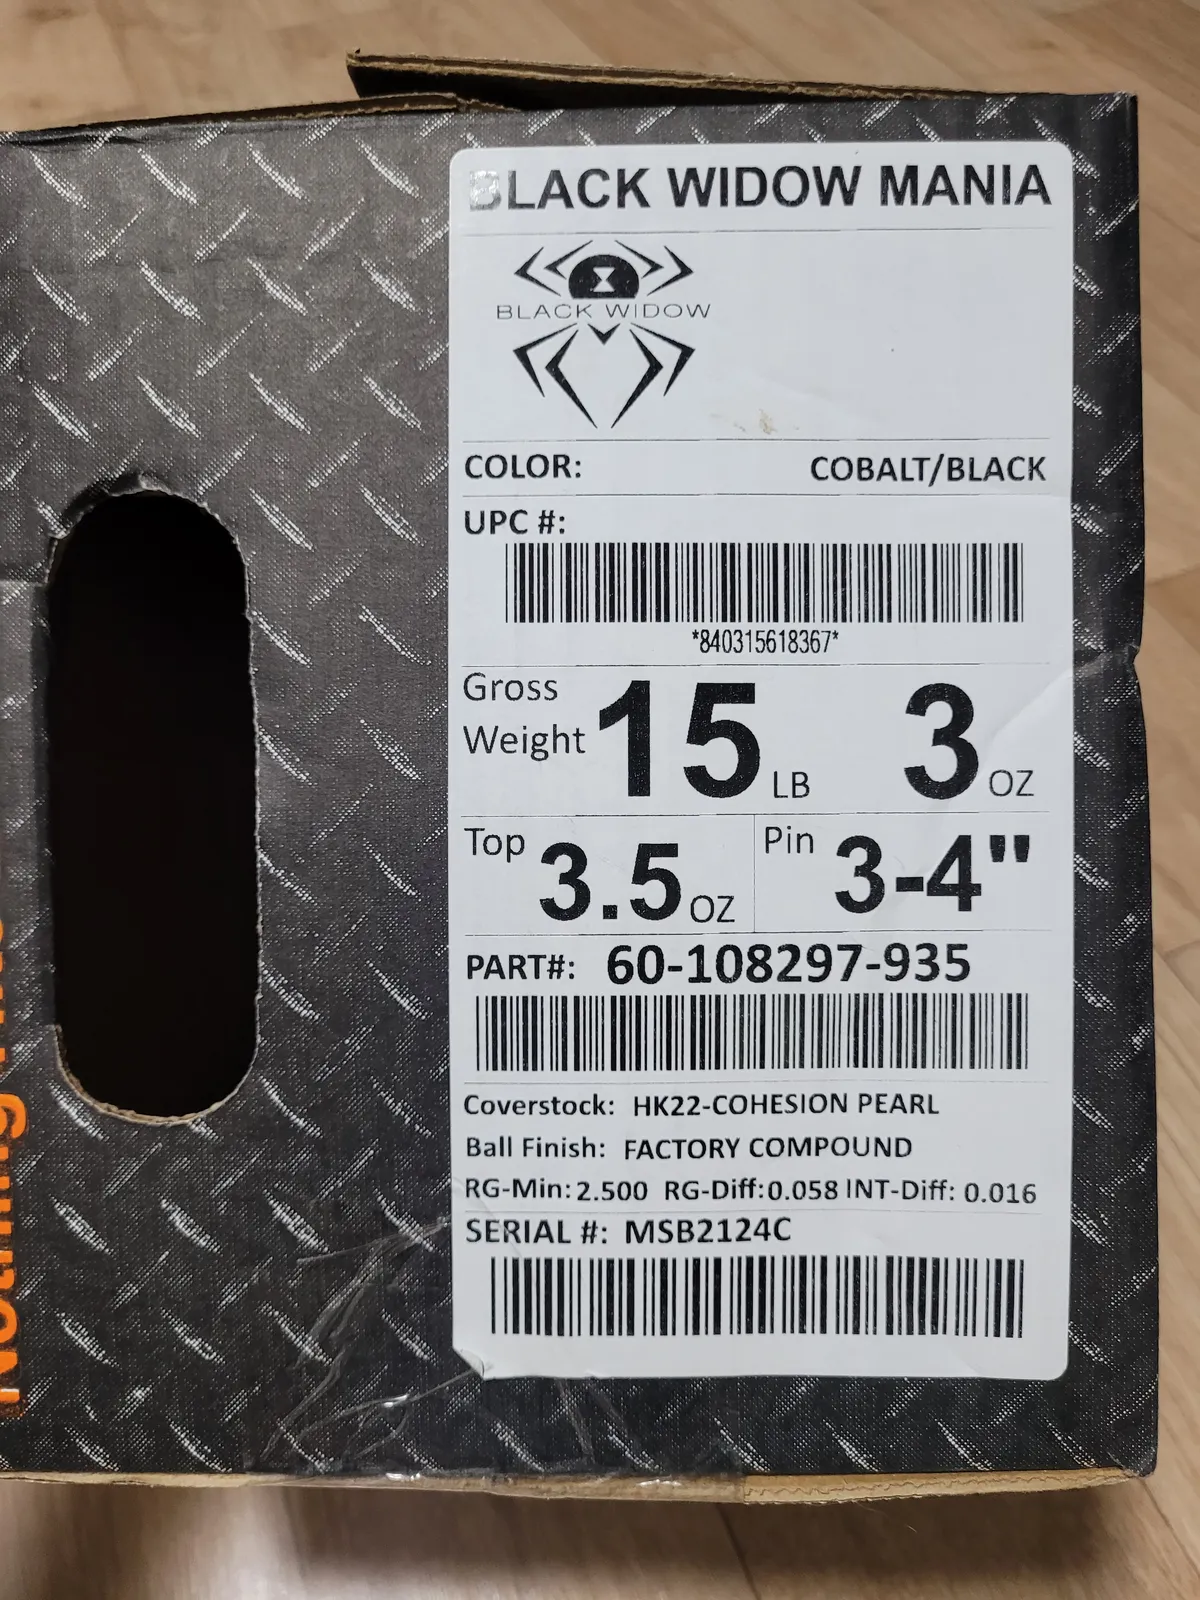 BLACK WIDOW MANIA
BLACK WIDOW
COLOR: COBALT/BLACK
UPC #:
*840315618367*
Gross Weight 15 LB 3 OZ
Top 3.5 OZ Pin 3-4"
PART#: 60-108297-935
Coverstock: HK22-COHESION PEARL
Ball Finish: FACTORY COMPOUND
RG-Min: 2.500 RG-Diff: 0.058 INT-Diff: 0.016
SERIAL #: MSB2124C